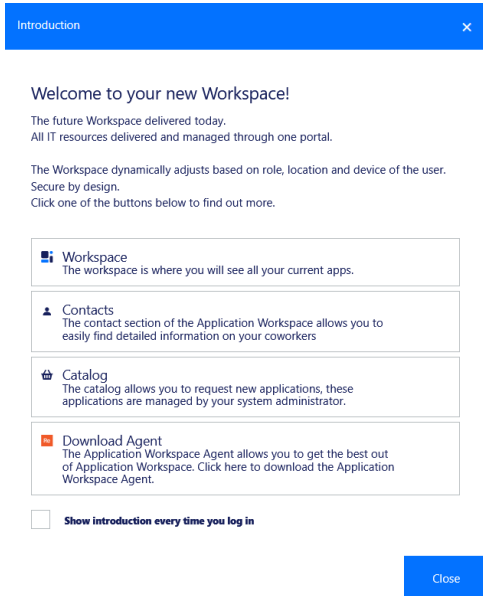 Introduction
Welcome to your new Workspace!
The future Workspace delivered today.
All IT resources delivered and managed through one portal.
The Workspace dynamically adjusts based on role, location and device of the user.
Secure by design.
Click one of the buttons below to find out more.
Workspace
The workspace is where you will see all your current apps.
Contacts
The contact section of the Application Workspace allows you to
easily find detailed information on your coworkers
Catalog
The catalog allows you to request new applications, these
applications are managed by your system administrator.
Download Agent
The Application Workspace Agent allows you to get the best out
of Application Workspace. Click here to download the Application
Workspace Agent.
Show introduction every time you log in
Close